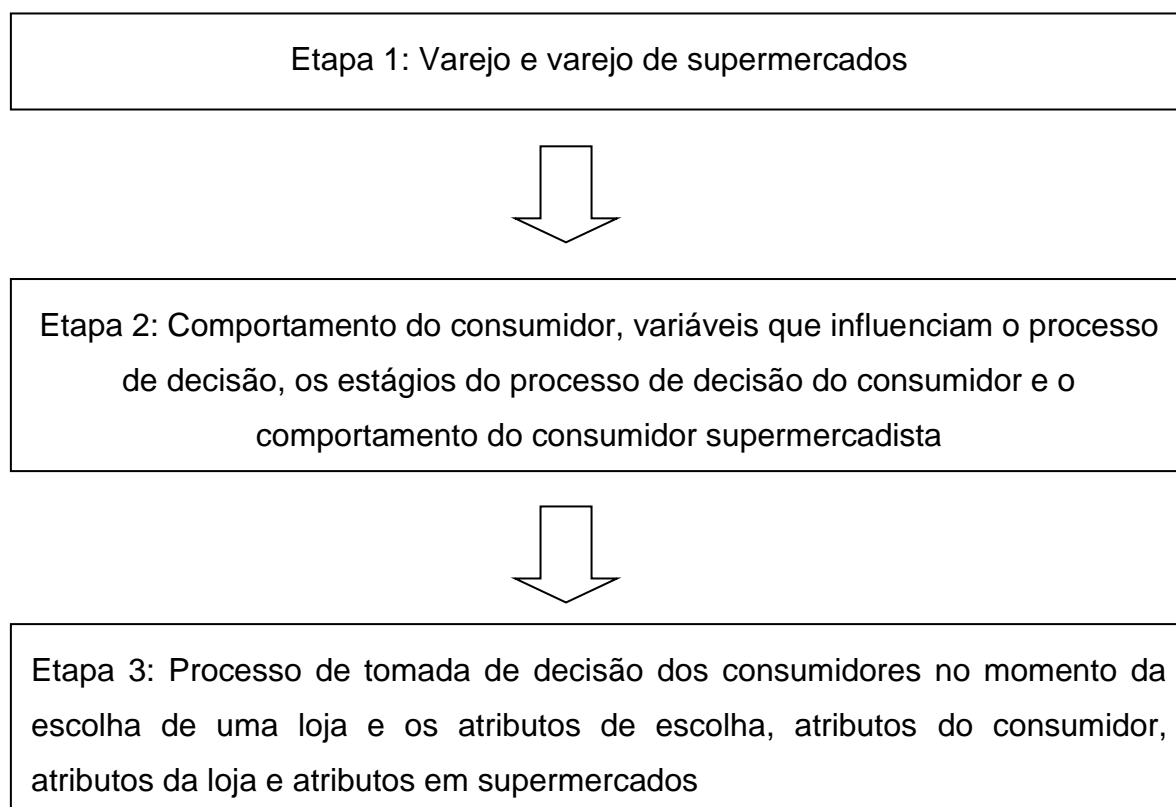 Etapa 1: Varejo e varejo de supermercados
Etapa 2: Comportamento do consumidor, variáveis que influenciam o processo
de decisão, os estágios do processo de decisão do consumidor e o
comportamento do consumidor supermercadista
Etapa 3: Processo de tomada de decisão dos consumidores no momento da
escolha de uma loja e os atributos de escolha, atributos do consumidor,
atributos da loja e atributos em supermercados